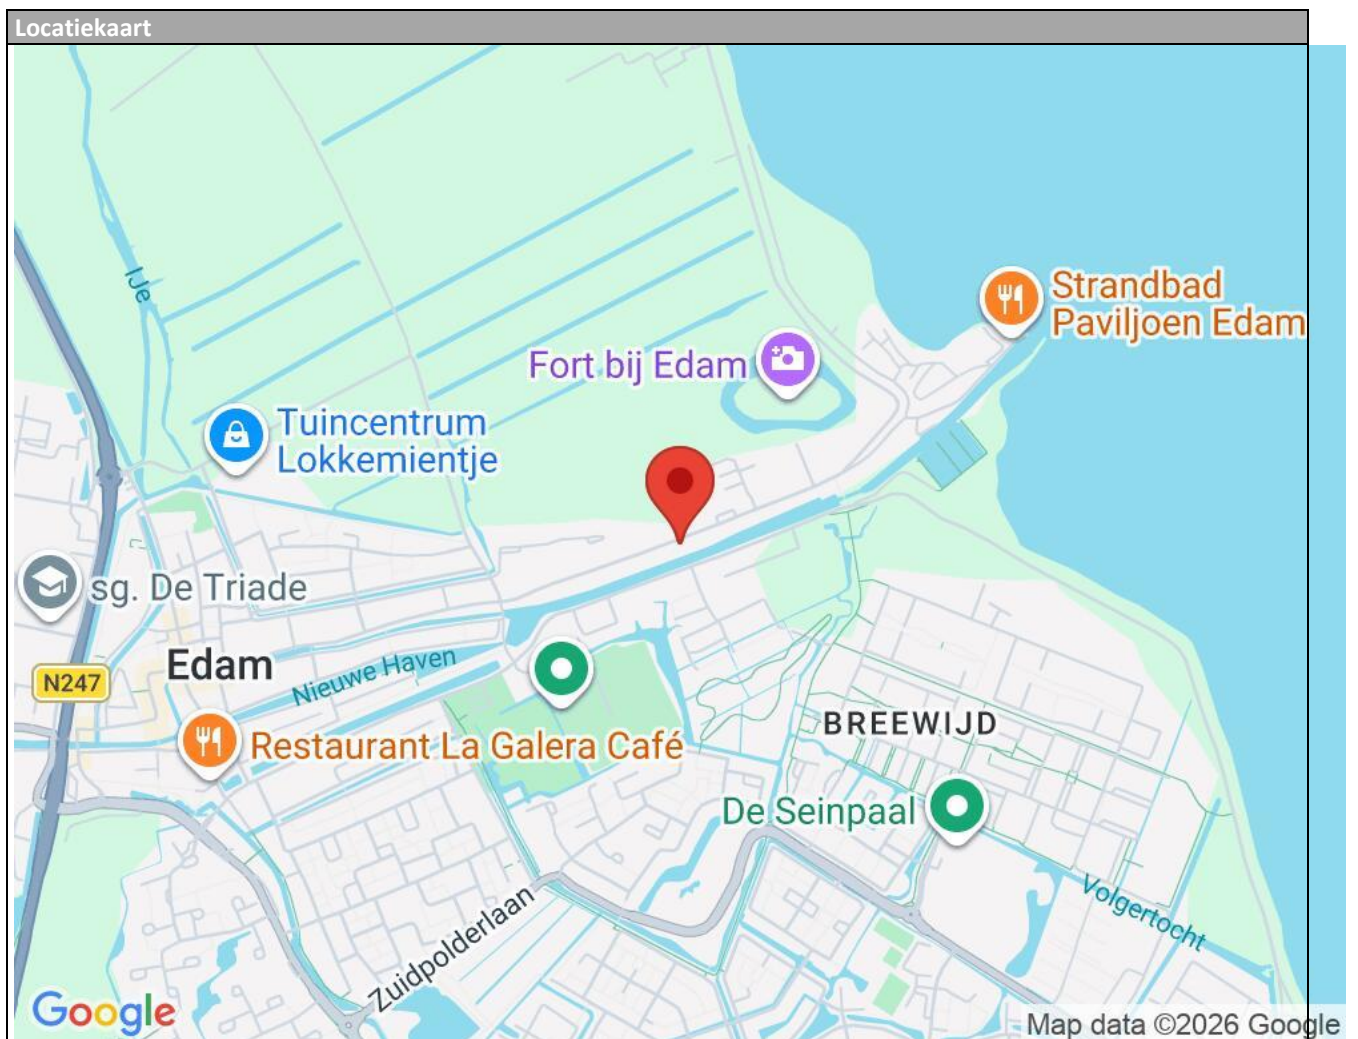 Locatiekaart
IJe
Strandbad
Paviljoen Edam
Fort bij Edam
Tuincentrum
Lokkemientje
sg. De Triade
Edam
N247
Nieuwe Haven
BREEWIJD
Restaurant La Galera Café
De Seinpaal
Volgertocht
Zuidpolderlaan
Google
Map data ©2026 Google